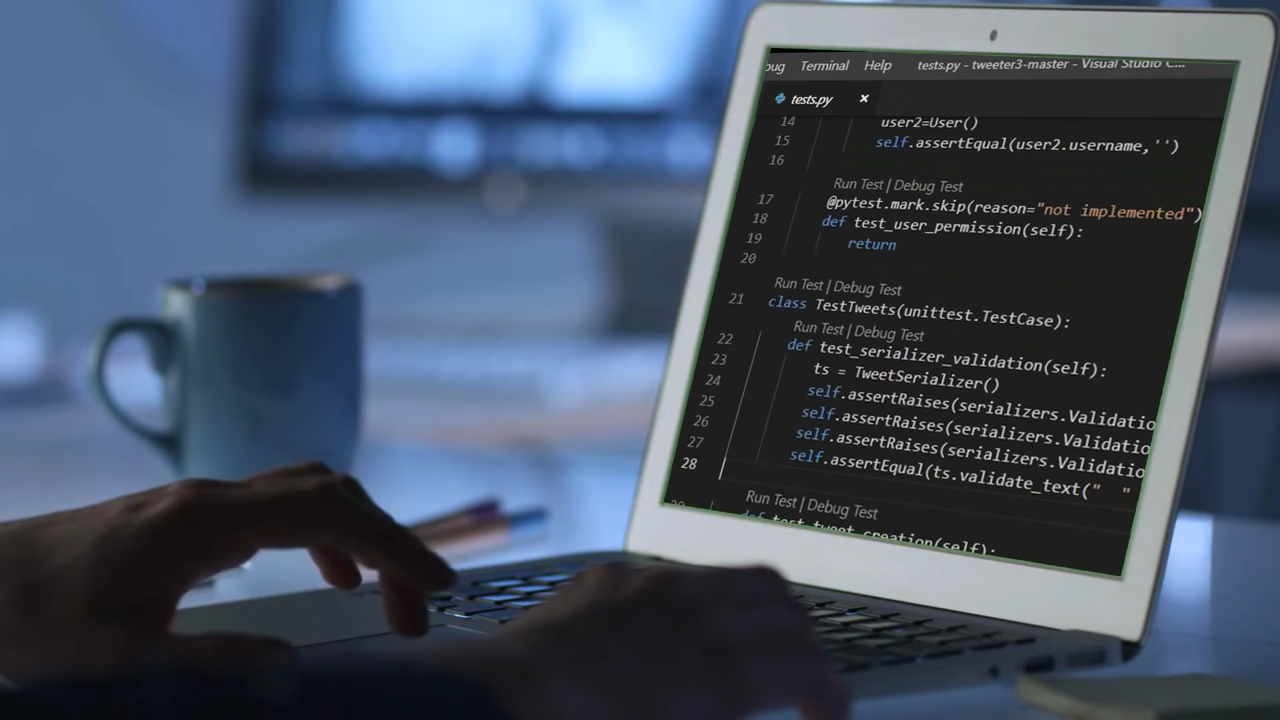 bug Terminal Help tests.py - tweeter3-master - Visual Studio C...
tests.py ×
14 user2=User()
15 self.assertEqual(user2.username,'')
16
Run Test | Debug Test
17 @pytest.mark.skip(reason="not implemented")
18 def test_user_permission(self):
19 return
20
Run Test | Debug Test
21 class TestTweets(unittest.TestCase):
Run Test | Debug Test
22 def test_serializer_validation(self):
23 ts = TweetSerializer()
24 self.assertRaises(serializers.Validatio
25 self.assertRaises(serializers.Validatio
26 self.assertRaises(serializers.Validatio
27 self.assertEqual(ts.validate_text("  "
28
Run Test | Debug Test
29 def test_tweet_creation(self):